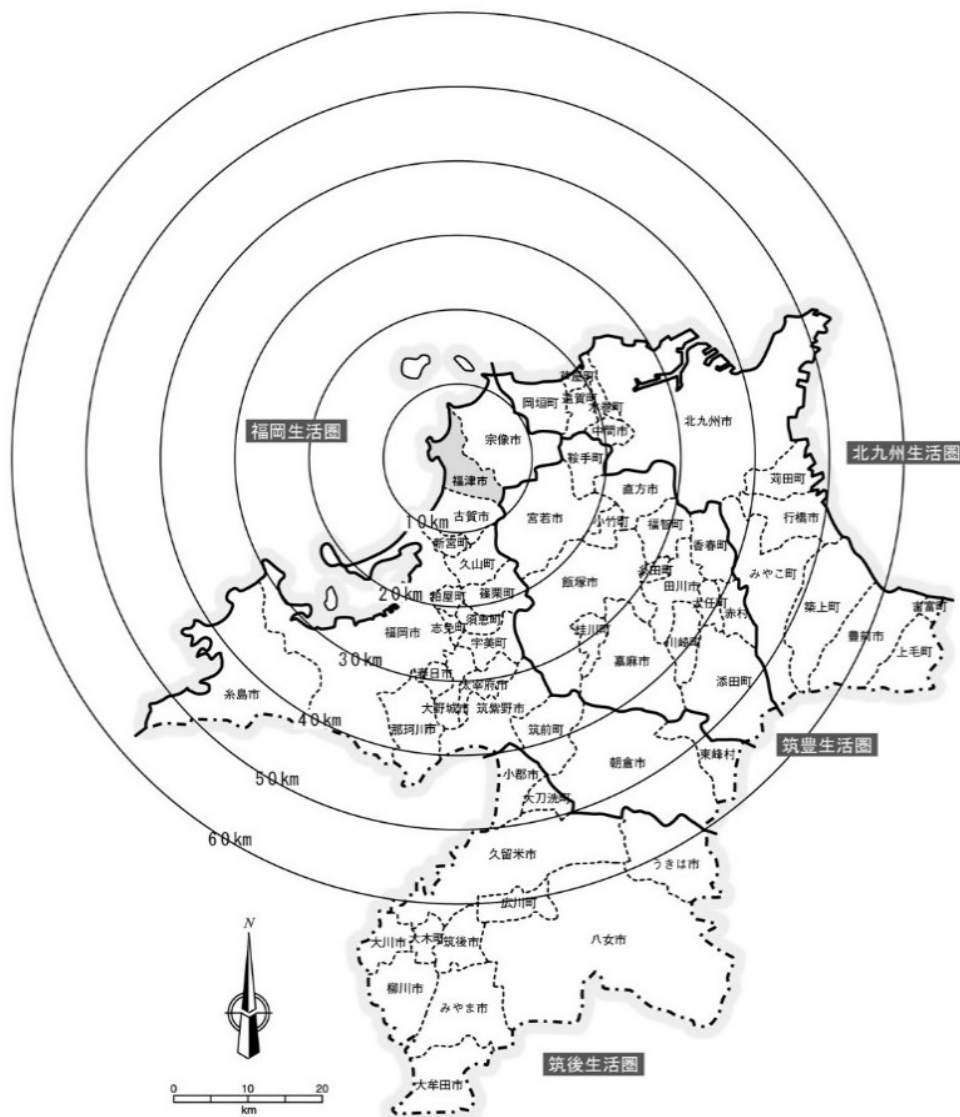 芦屋町
遠賀町
岡垣町
水巻町
宗像市
北九州市
福岡生活圏
中間市
北九州生活圏
鞍手町
福津市
苅田町
直方市
古賀市
宮若市
小竹町
福智町
行橋市
10km
新宮町
香春町
久山町
みやこ町
糸田町
飯塚市
田川市
20km
粕屋町
篠栗町
大任町
赤村
築上町
吉富町
須恵町
福岡市
志免町
桂川町
豊前市
宇美町
川崎町
上毛町
30km
嘉麻市
春日市
添田町
太宰府市
糸島市
大野城市
筑紫野市
40km
那珂川市
筑前町
筑豊生活圏
東峰村
朝倉市
50km
小郡市
大刀洗町
60km
久留米市
うきは市
広川町
大川市
大木町
筑後市
八女市
N
柳川市
みやま市
筑後生活圏
大牟田市
0 10 20
km